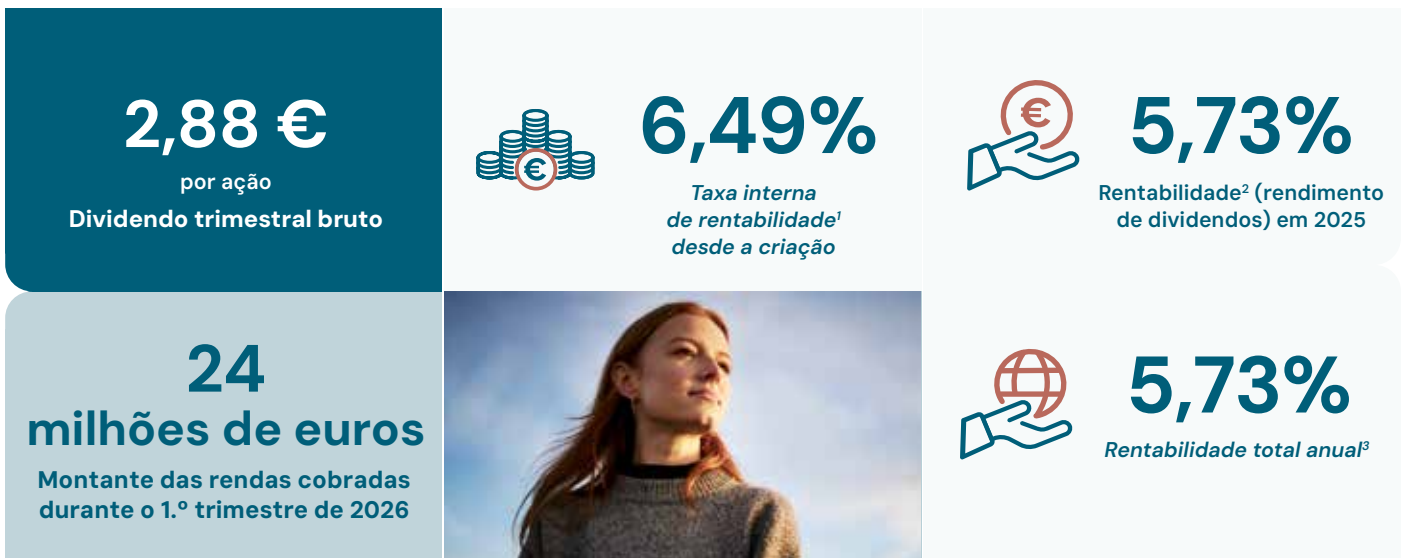 2,88 €
por ação
Dividendo trimestral bruto
€
6,49%
Taxa interna
de rentabilidade¹
desde a criação
€
5,73%
Rentabilidade² (rendimento
de dividendos) em 2025
24
milhões de euros
Montante das rendas cobradas
durante o 1.º trimestre de 2026
5,73%
Rentabilidade total anual³